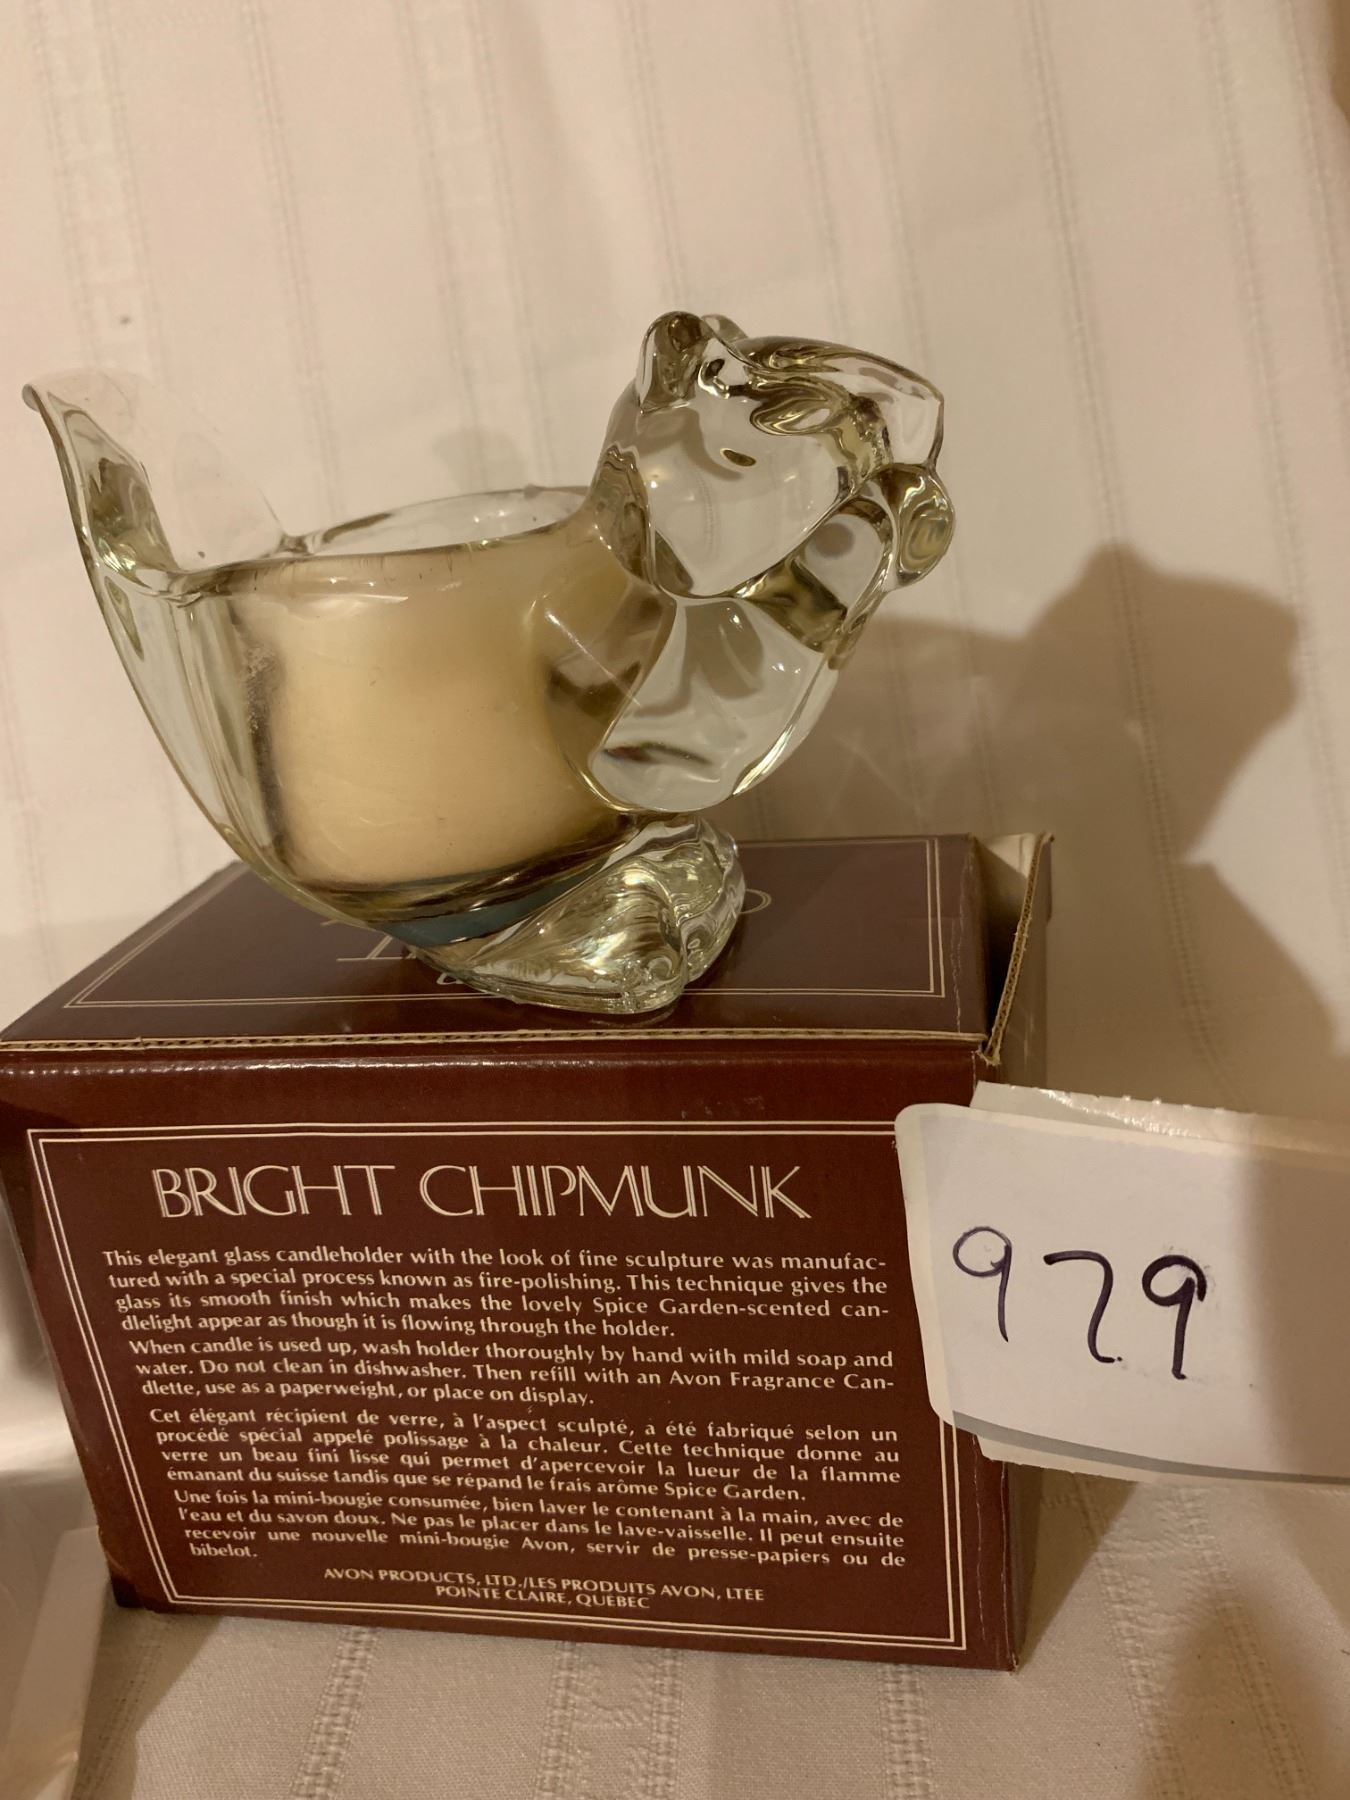 BRIGHT CHIPMUNK
This elegant glass candleholder with the look of fine sculpture was manufac-
tured with a special process known as fire-polishing. This technique gives the
glass its smooth finish which makes the lovely Spice Garden-scented can-
dlelight appear as though it is flowing through the holder.
When candle is used up, wash holder thoroughly by hand with mild soap and
water. Do not clean in dishwasher. Then refill with an Avon Fragrance Can-
dlette, use as a paperweight, or place on display.
Cet élégant récipient de verre, à l'aspect sculpté, a été fabriqué selon un
procédé spécial appelé polissage à la chaleur. Cette technique donne au
verre un beau fini lisse qui permet d'apercevoir la lueur de la flamme
émanant du suisse tandis que se répand le frais arôme Spice Garden.
Une fois la mini-bougie consumée, bien laver le contenant à la main, avec de
l'eau et du savon doux. Ne pas le placer dans le lave-vaisselle. Il peut ensuite
recevoir une nouvelle mini-bougie Avon, servir de presse-papiers ou de
bibelot.
AVON PRODUCTS, LTD./LES PRODUITS AVON, LTEE
POINTE CLAIRE, QUEBEC
979